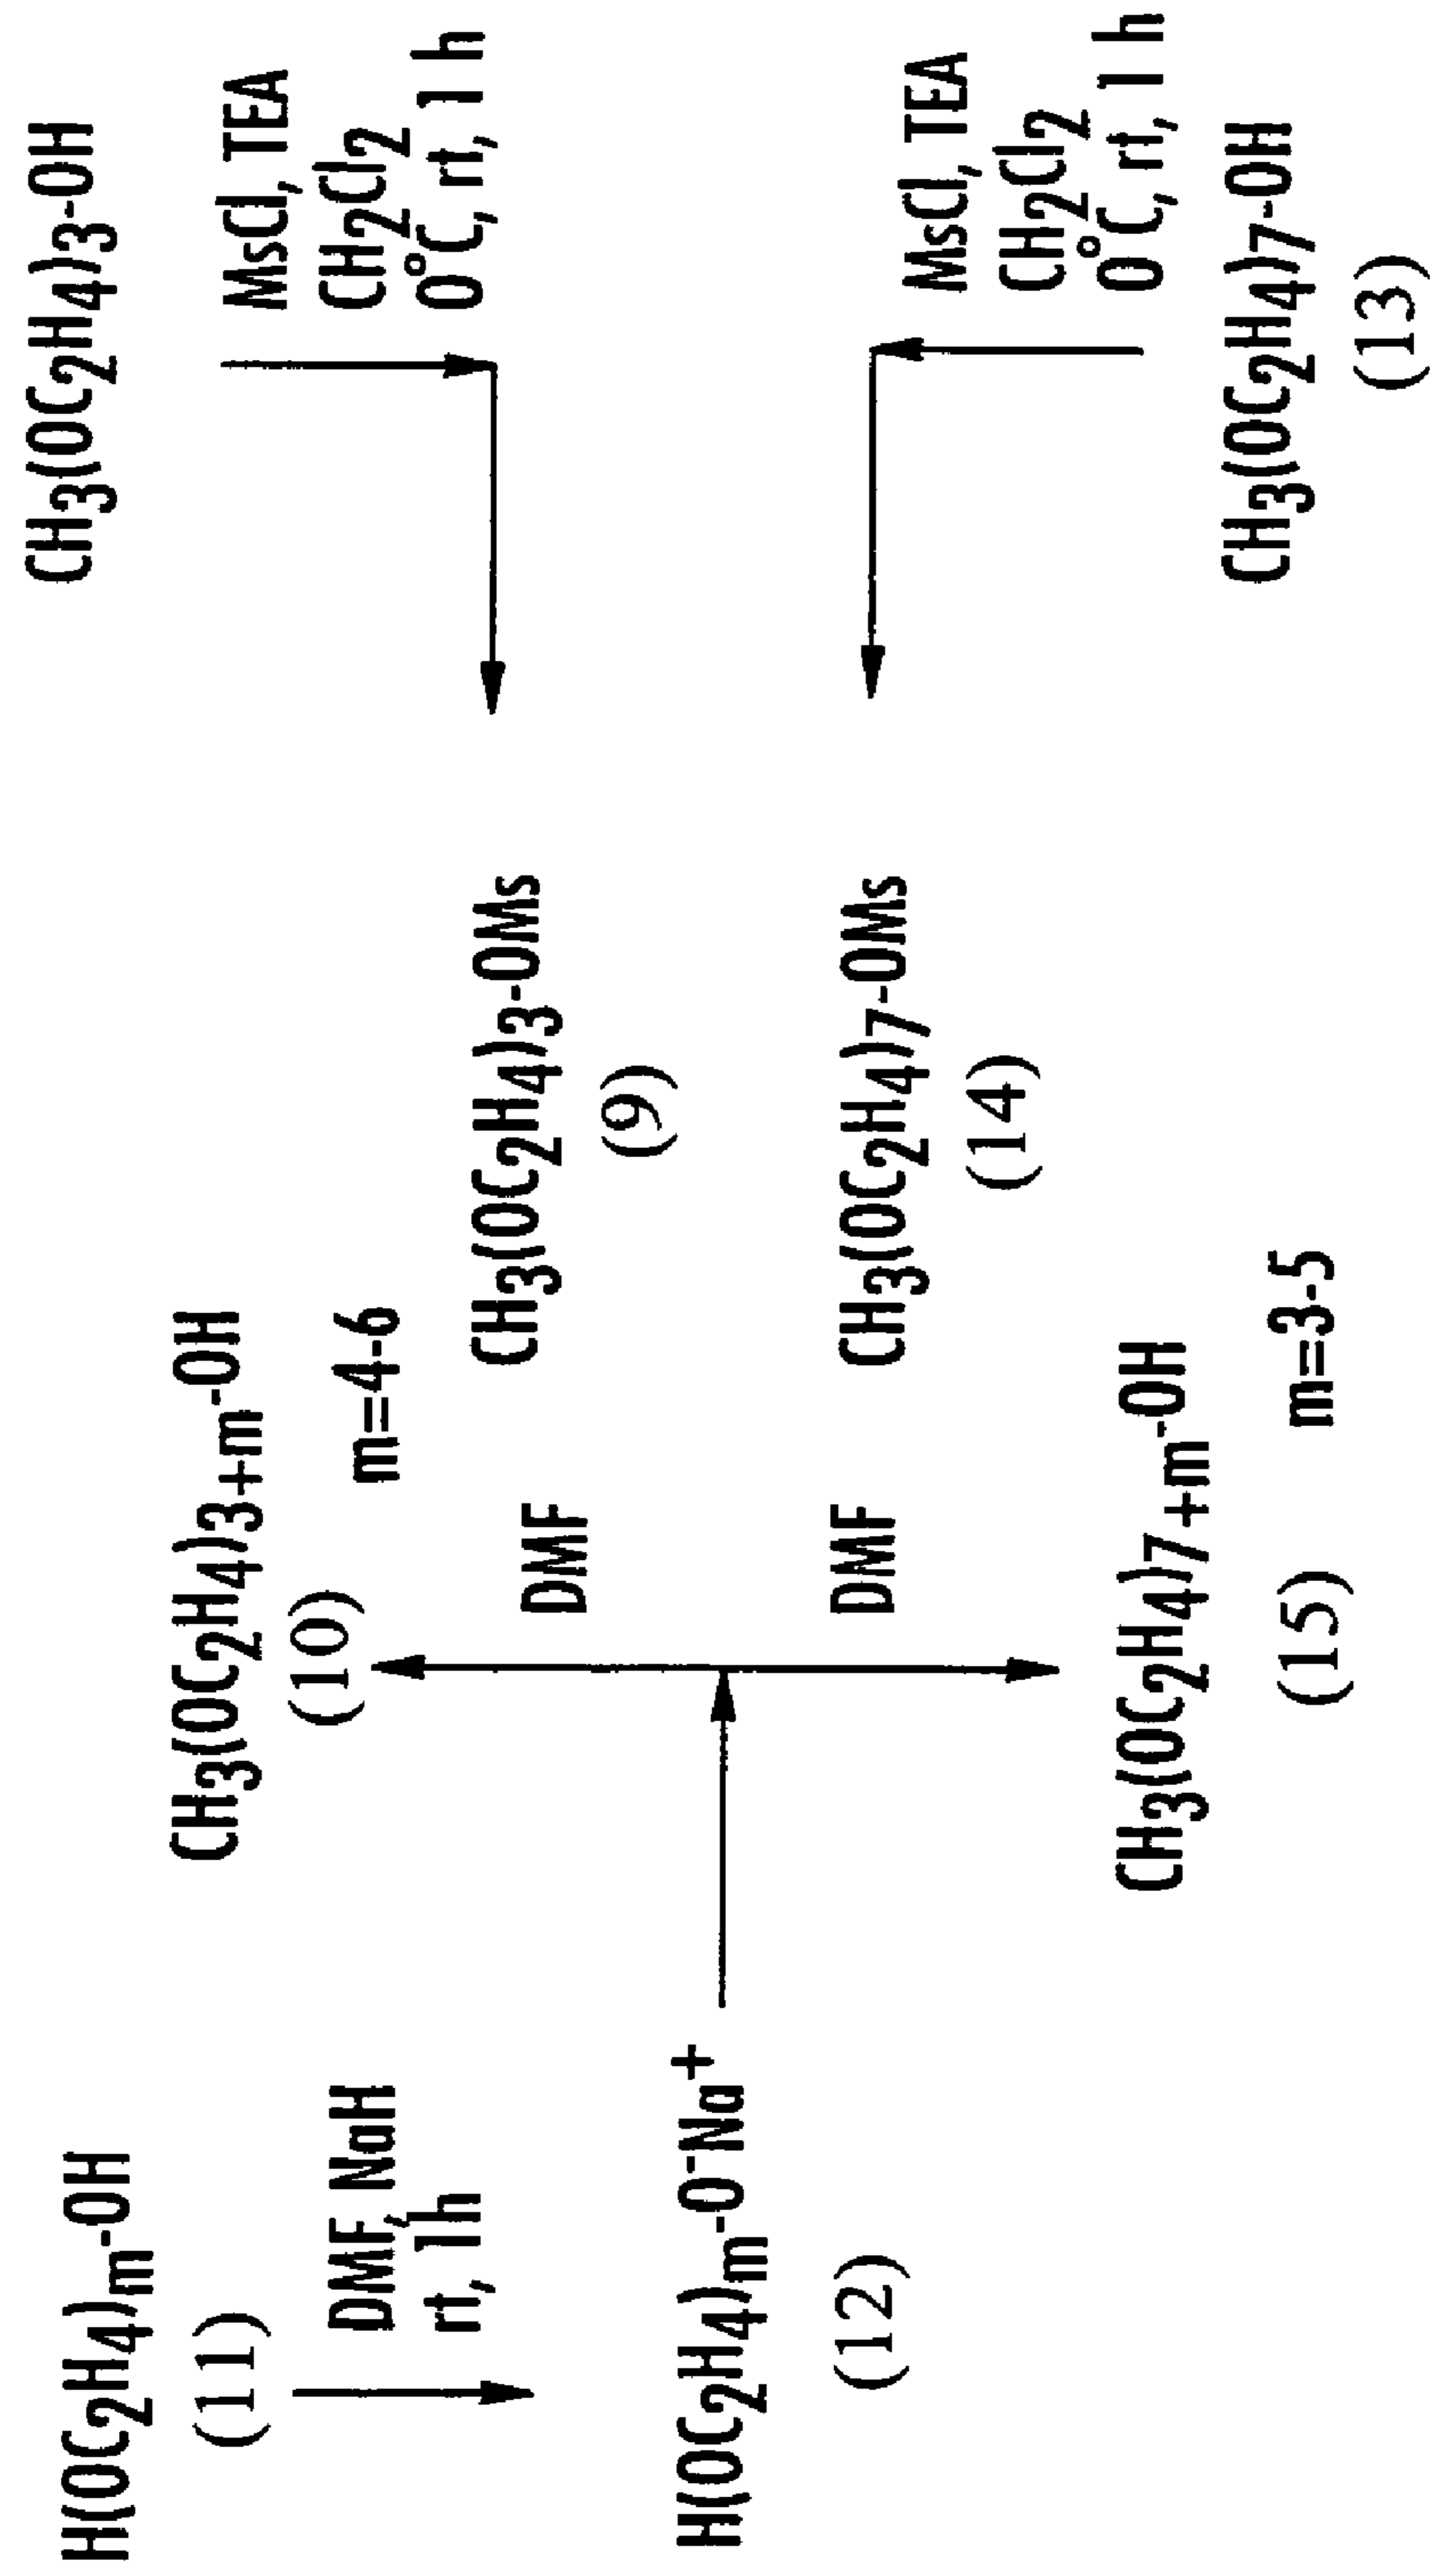 H(OC2H4)m-OH
(11)
DMF, NaH
rt, 1h
H(OC2H4)m-O-Na+
(12)
CH3(OC2H4)3+m-OH
(10)
m=4-6
DMF
DMF
CH3(OC2H4)7+m-OH
(15)
m=3-5
CH3(OC2H4)3-OMs
(9)
CH3(OC2H4)7-OMs
(14)
CH3(OC2H4)3-OH
MsCl, TEA
CH2Cl2
0°C, rt, 1 h
MsCl, TEA
CH2Cl2
0°C, rt, 1 h
CH3(OC2H4)7-OH
(13)